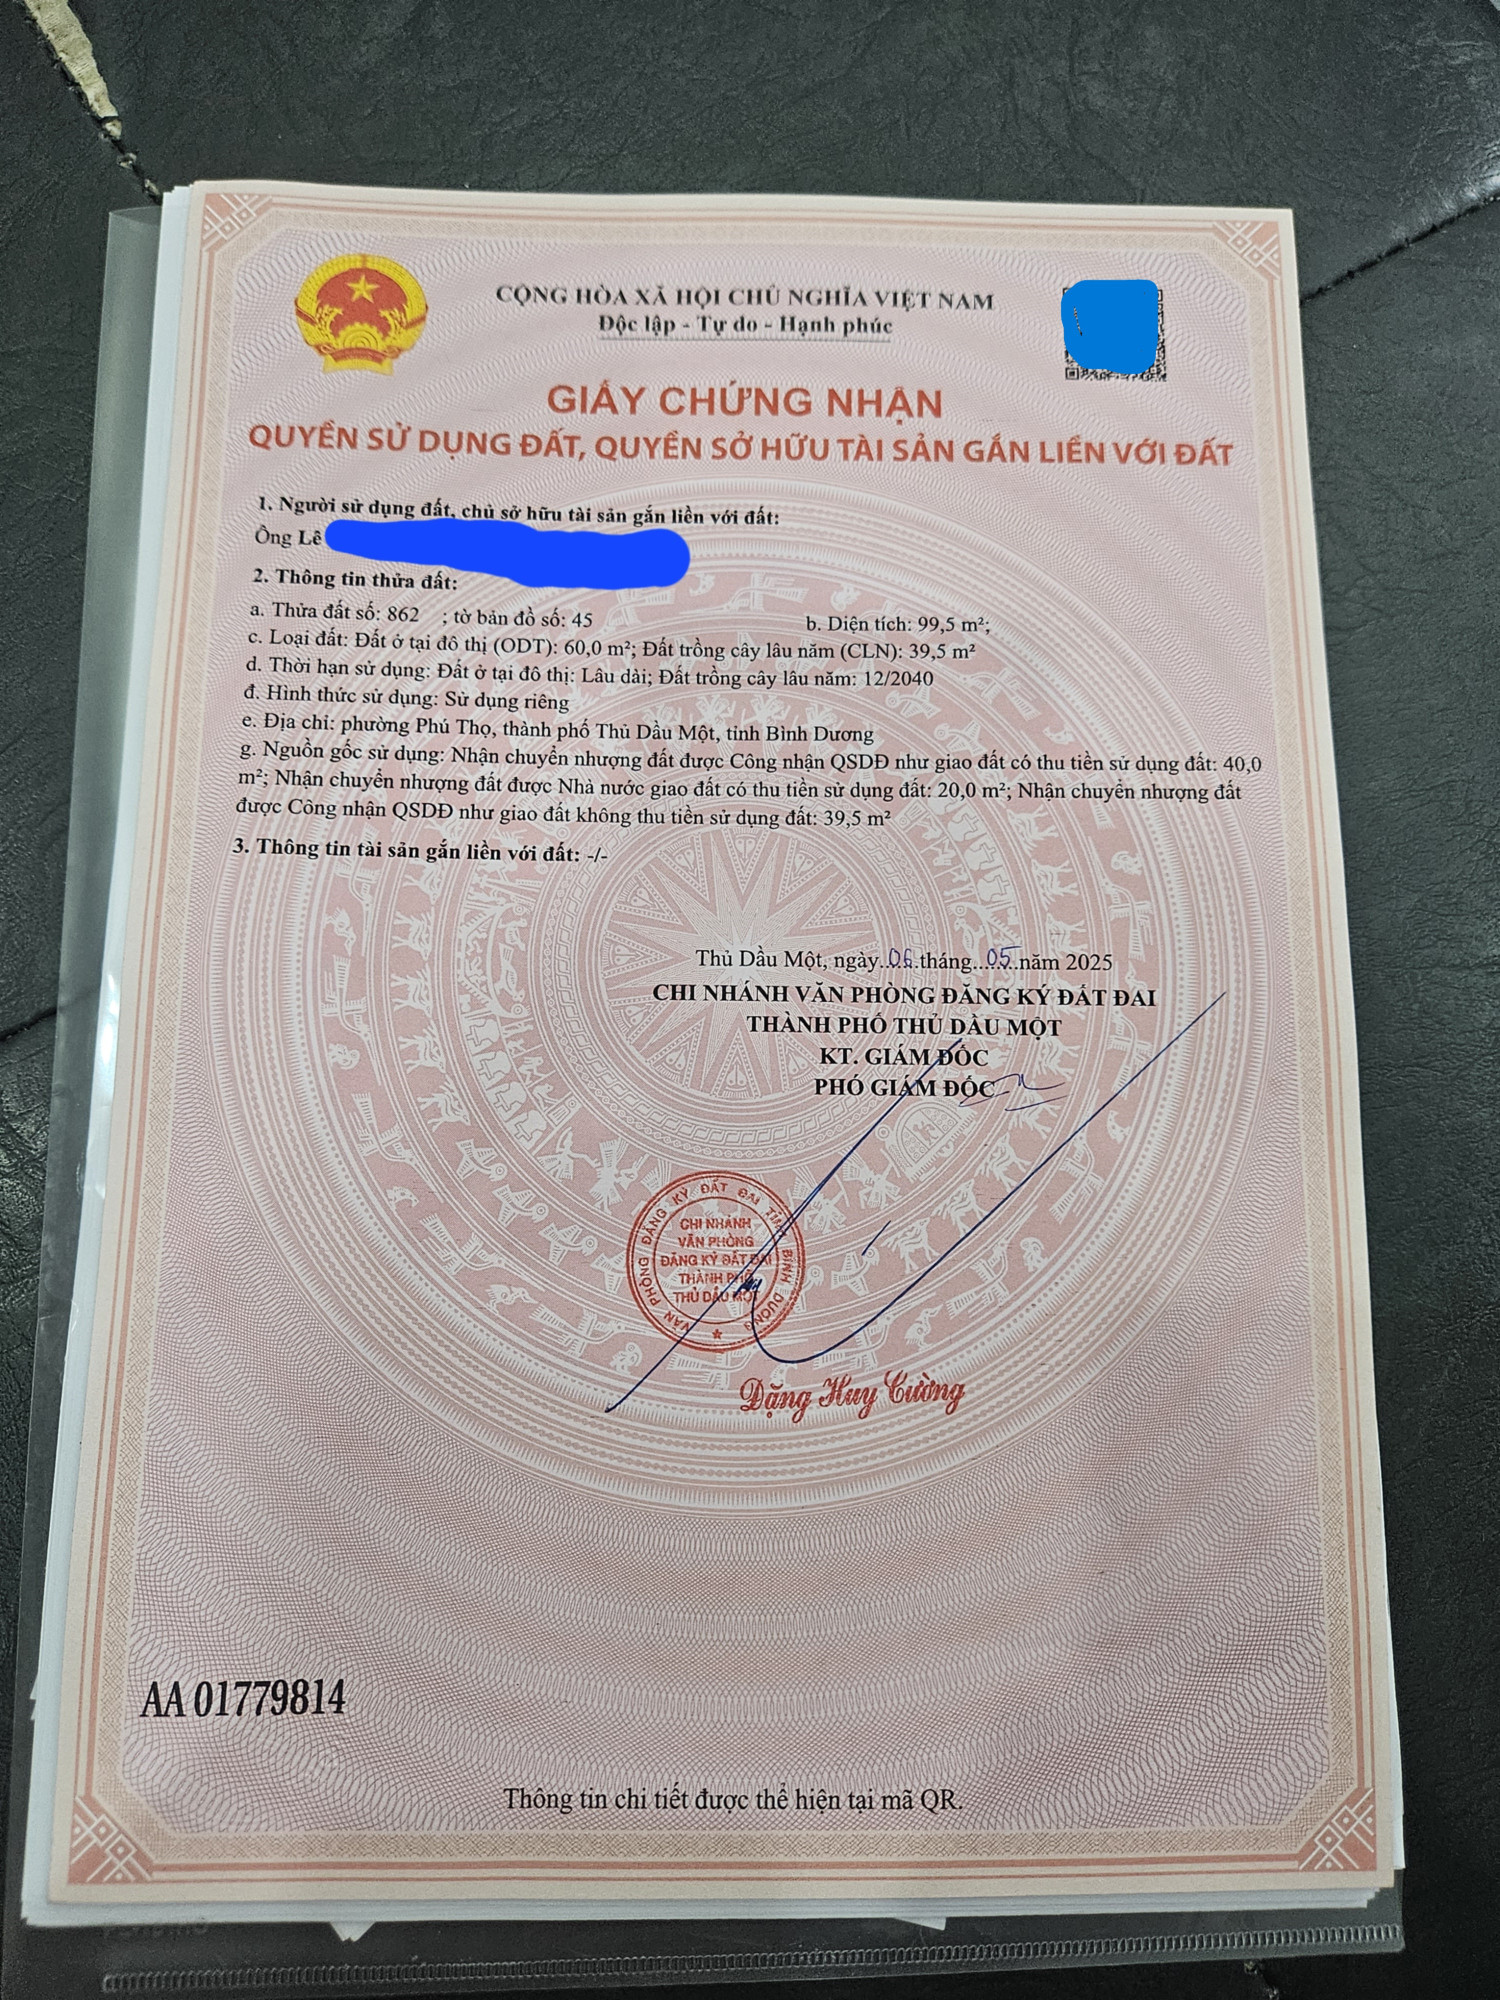 CỘNG HÒA XÃ HỘI CHỦ NGHĨA VIỆT NAM
Độc lập - Tự do - Hạnh phúc
GIẤY CHỨNG NHẬN
QUYỀN SỬ DỤNG ĐẤT, QUYỀN SỞ HỮU TÀI SẢN GẮN LIỀN VỚI ĐẤT
1. Người sử dụng đất, chủ sở hữu tài sản gắn liền với đất:
Ông Lê
2. Thông tin thửa đất:
a. Thửa đất số: 862 ; tờ bản đồ số: 45 b. Diện tích: 99,5 m²;
c. Loại đất: Đất ở tại đô thị (ODT): 60,0 m²; Đất trồng cây lâu năm (CLN): 39,5 m²
d. Thời hạn sử dụng: Đất ở tại đô thị: Lâu dài; Đất trồng cây lâu năm: 12/2040
đ. Hình thức sử dụng: Sử dụng riêng
e. Địa chỉ: phường Phú Thọ, thành phố Thủ Dầu Một, tỉnh Bình Dương
g. Nguồn gốc sử dụng: Nhận chuyển nhượng đất được Công nhận QSDĐ như giao đất có thu tiền sử dụng đất: 40,0
m²; Nhận chuyển nhượng đất được Nhà nước giao đất có thu tiền sử dụng đất: 20,0 m²; Nhận chuyển nhượng đất
được Công nhận QSDĐ như giao đất không thu tiền sử dụng đất: 39,5 m²
3. Thông tin tài sản gắn liền với đất: -/-
Thủ Dầu Một, ngày..06.tháng...05..năm 2025
CHI NHÁNH VĂN PHÒNG ĐĂNG KÝ ĐẤT ĐAI
THÀNH PHỐ THỦ DẦU MỘT
KT. GIÁM ĐỐC
PHÓ GIÁM ĐỐC
VĂN PHÒNG ĐĂNG KÝ ĐẤT ĐAI TỈNH BÌNH DƯƠNG
CHI NHÁNH
VĂN PHÒNG
ĐĂNG KÝ ĐẤT ĐAI
THÀNH PHỐ
THỦ DẦU MỘT
Đặng Huy Cường
AA 01779814
Thông tin chi tiết được thể hiện tại mã QR.